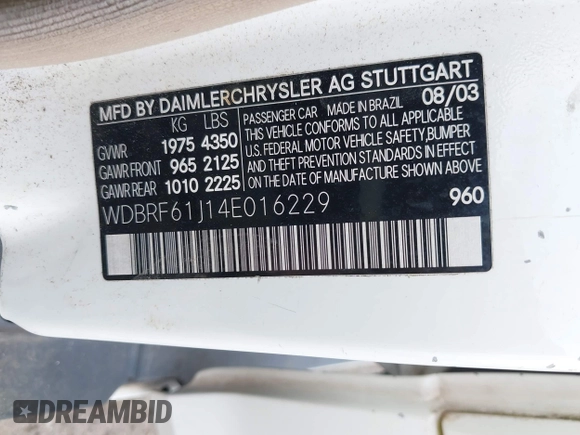 MFD BY DAIMLERCHRYSLER AG STUTTGART
KG LBS
GVWR 1975 4350
GAWR FRONT 965 2125
GAWR REAR 1010 2225
PASSENGER CAR MADE IN BRAZIL 08/03
THIS VEHICLE CONFORMS TO ALL APPLICABLE
U.S. FEDERAL MOTOR VEHICLE SAFETY, BUMPER
AND THEFT PREVENTION STANDARDS IN EFFECT
ON DATE OF MANUFACTURE SHOWN ABOVE
WDBRF61J14E016229
960
DREAMBID